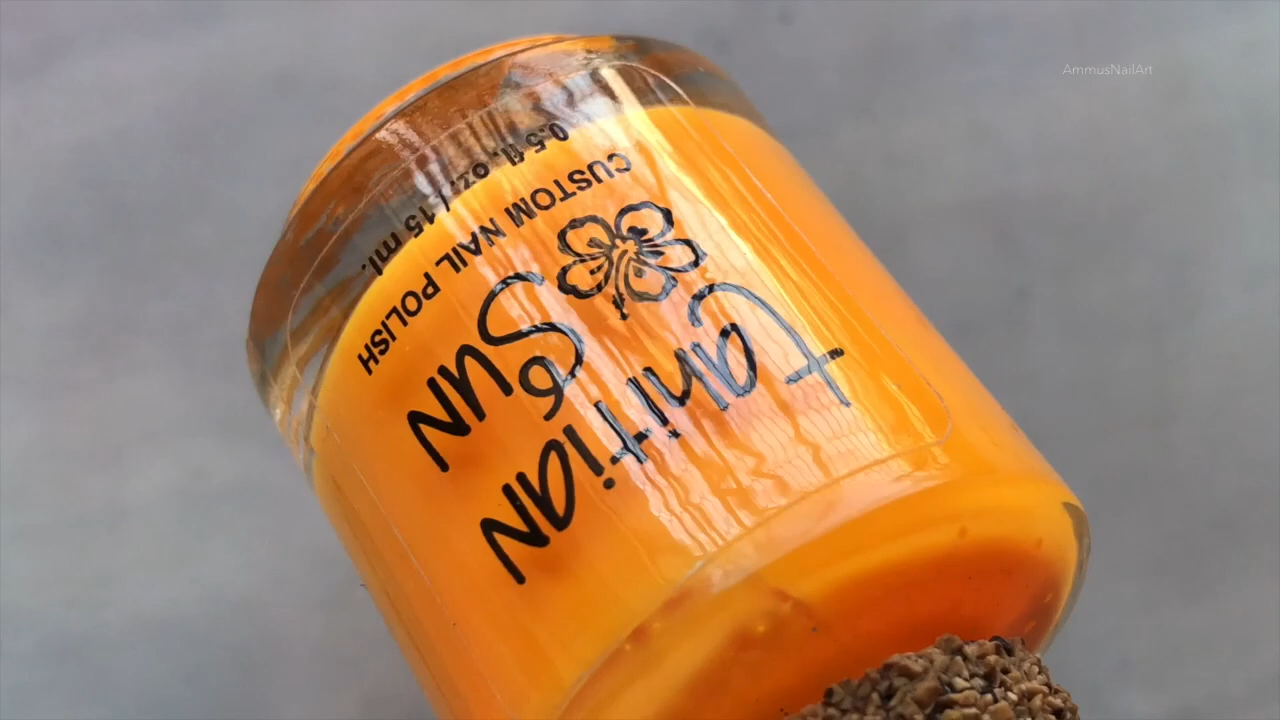 AmmusNailArt
tahitian
Sun
CUSTOM NAIL POLISH
0.5 fl. oz. / 15 ml.